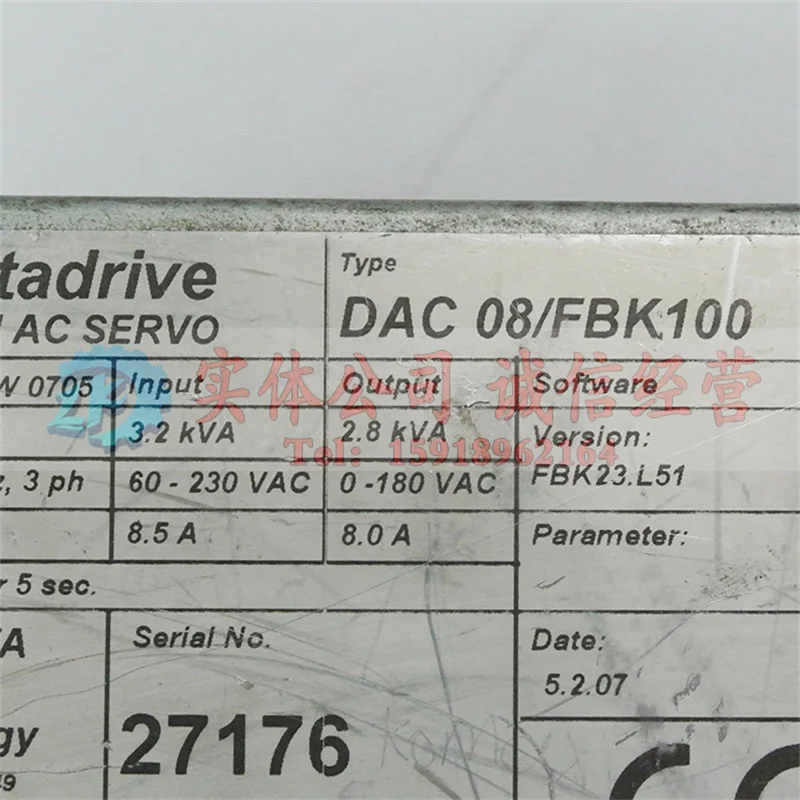 tadrive
AC SERVO
Type
DAC 08/FBK100
W 0705
Input
Output
Software
实体公司 诚信经营
3.2 kVA
2.8 kVA
Version:
Tel: 15918962164
z, 3 ph
60 - 230 VAC
0 -180 VAC
FBK23.L51
8.5 A
8.0 A
Parameter:
r 5 sec.
Serial No.
Date:
5.2.07
gy
27176
49
CE